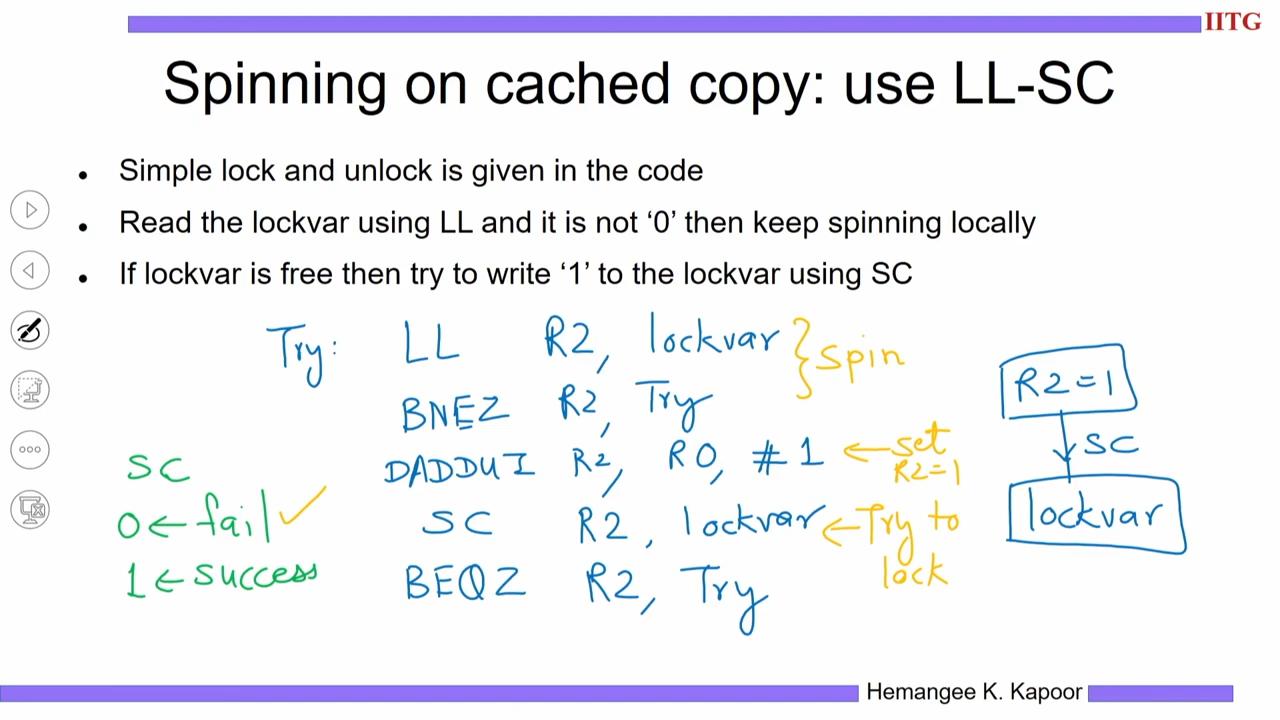 IITG
Spinning on cached copy: use LL-SC
• Simple lock and unlock is given in the code
• Read the lockvar using LL and it is not ‘0’ then keep spinning locally
• If lockvar is free then try to write ‘1’ to the lockvar using SC
Try: LL R2, lockvar } spin
BNEZ R2, Try
DADDUI R2, R0, #1 ← set R2=1
SC R2, lockvar ← Try to lock
BEQZ R2, Try
SC
0 ← fail ✓
1 ← success
R2=1
↓ SC
lockvar
Hemangee K. Kapoor